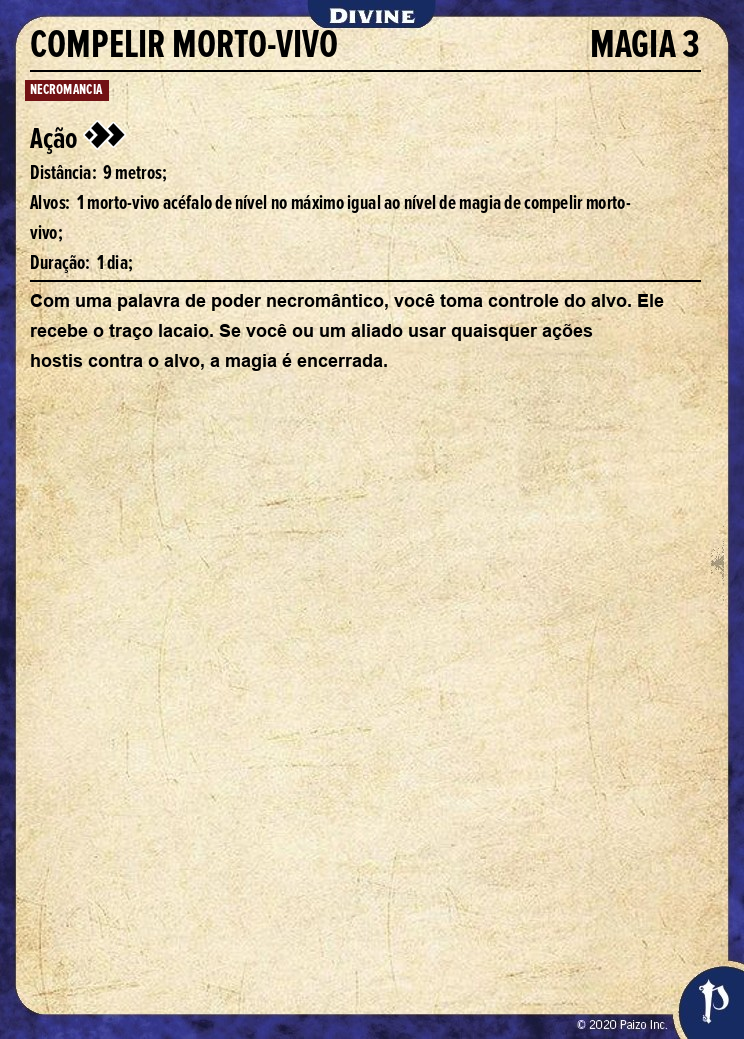 DIVINE
COMPELIR MORTO-VIVO MAGIA 3
NECROMANCIA
Ação
Distância: 9 metros;
Alvos: 1 morto-vivo acéfalo de nível no máximo igual ao nível de magia de compelir morto-
vivo;
Duração: 1 dia;
Com uma palavra de poder necromântico, você toma controle do alvo. Ele
recebe o traço lacaio. Se você ou um aliado usar quaisquer ações
hostis contra o alvo, a magia é encerrada.
© 2020 Paizo Inc.